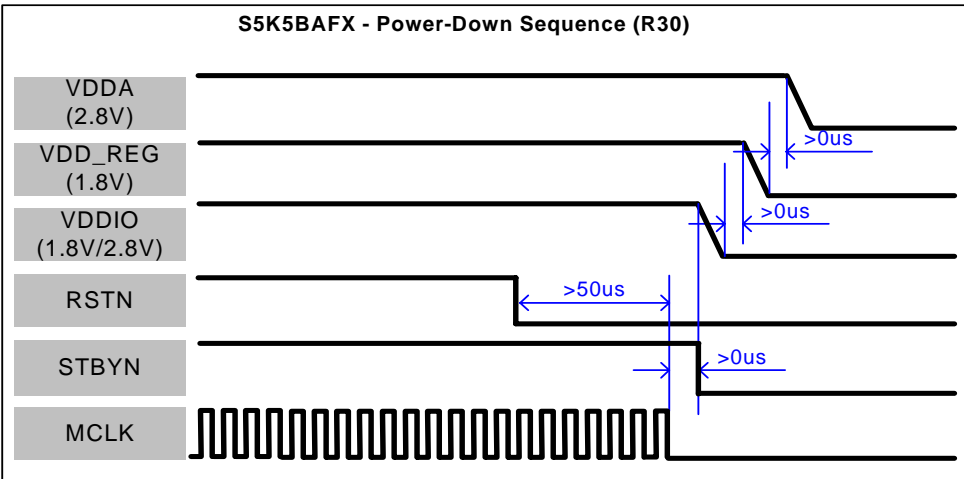 S5K5BAFX - Power-Down Sequence (R30)
VDDA
(2.8V)
>0us
VDD_REG
(1.8V)
>0us
VDDIO
(1.8V/2.8V)
RSTN
>50us
STBYN
>0us
MCLK